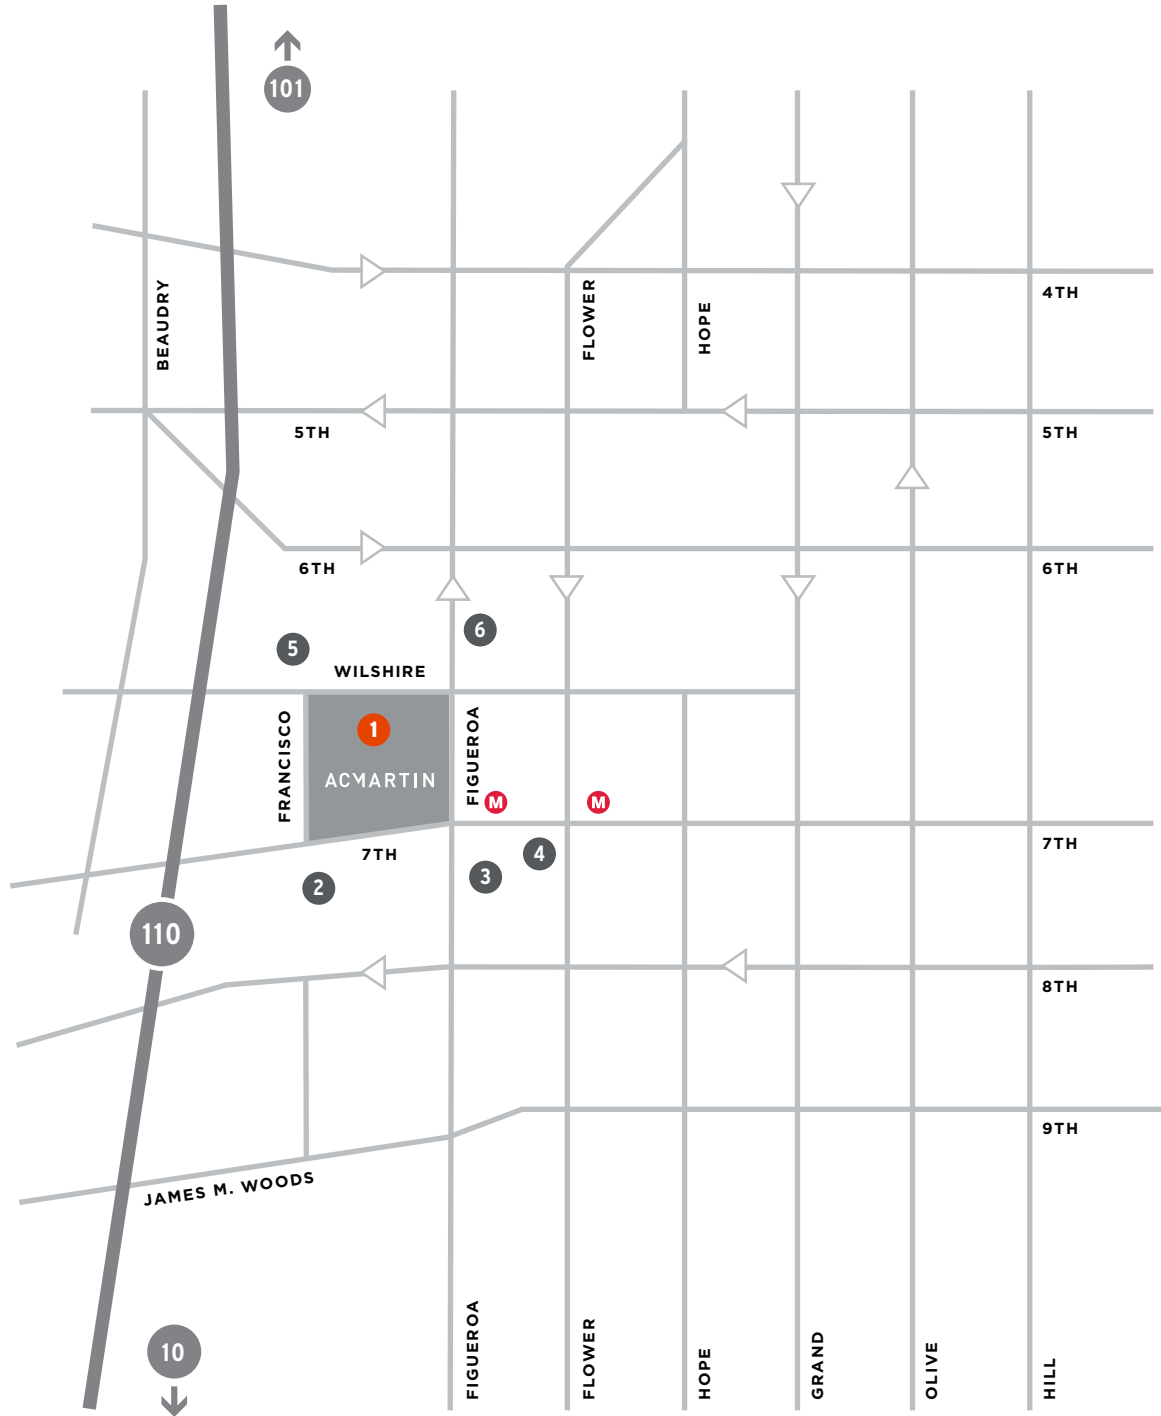 101
BEAUDRY
FLOWER
HOPE
4TH
5TH
5TH
6TH
6TH
6
5
WILSHIRE
FRANCISCO
1
ACMARTIN
FIGUEROA
M
M
7TH
7TH
4
3
2
110
8TH
9TH
JAMES M. WOODS
10
FIGUEROA
FLOWER
HOPE
GRAND
OLIVE
HILL